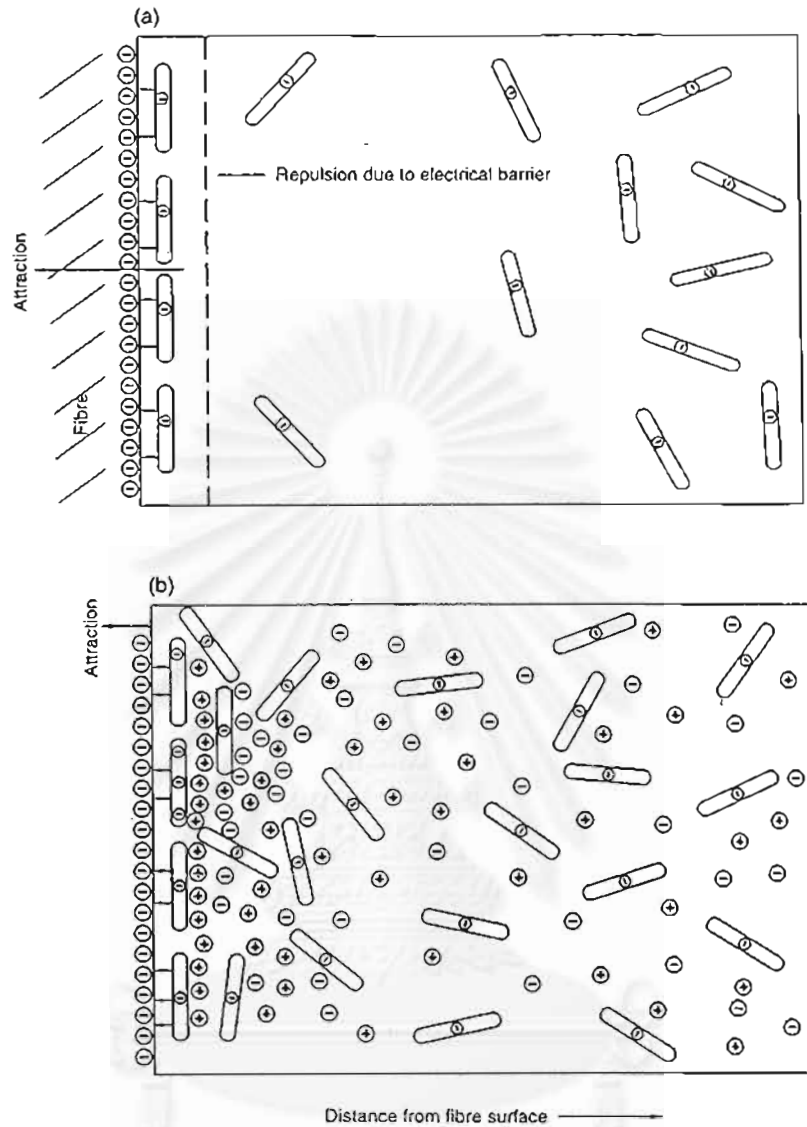 (a)
Repulsion due to electrical barrier
Attraction
Fibre
(b)
Attraction
Distance from fibre surface